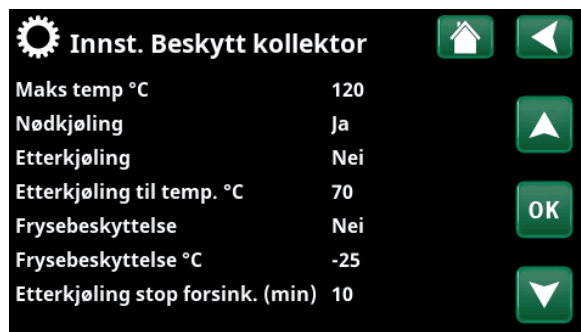 Innst. Beskytt kollektor
Maks temp °C 120
Nødkjøling Ja
Etterkjøling Nei
Etterkjøling til temp. °C 70
Frysebeskyttelse Nei
Frysebeskyttelse °C -25
Etterkjøling stop forsink. (min) 10
OK